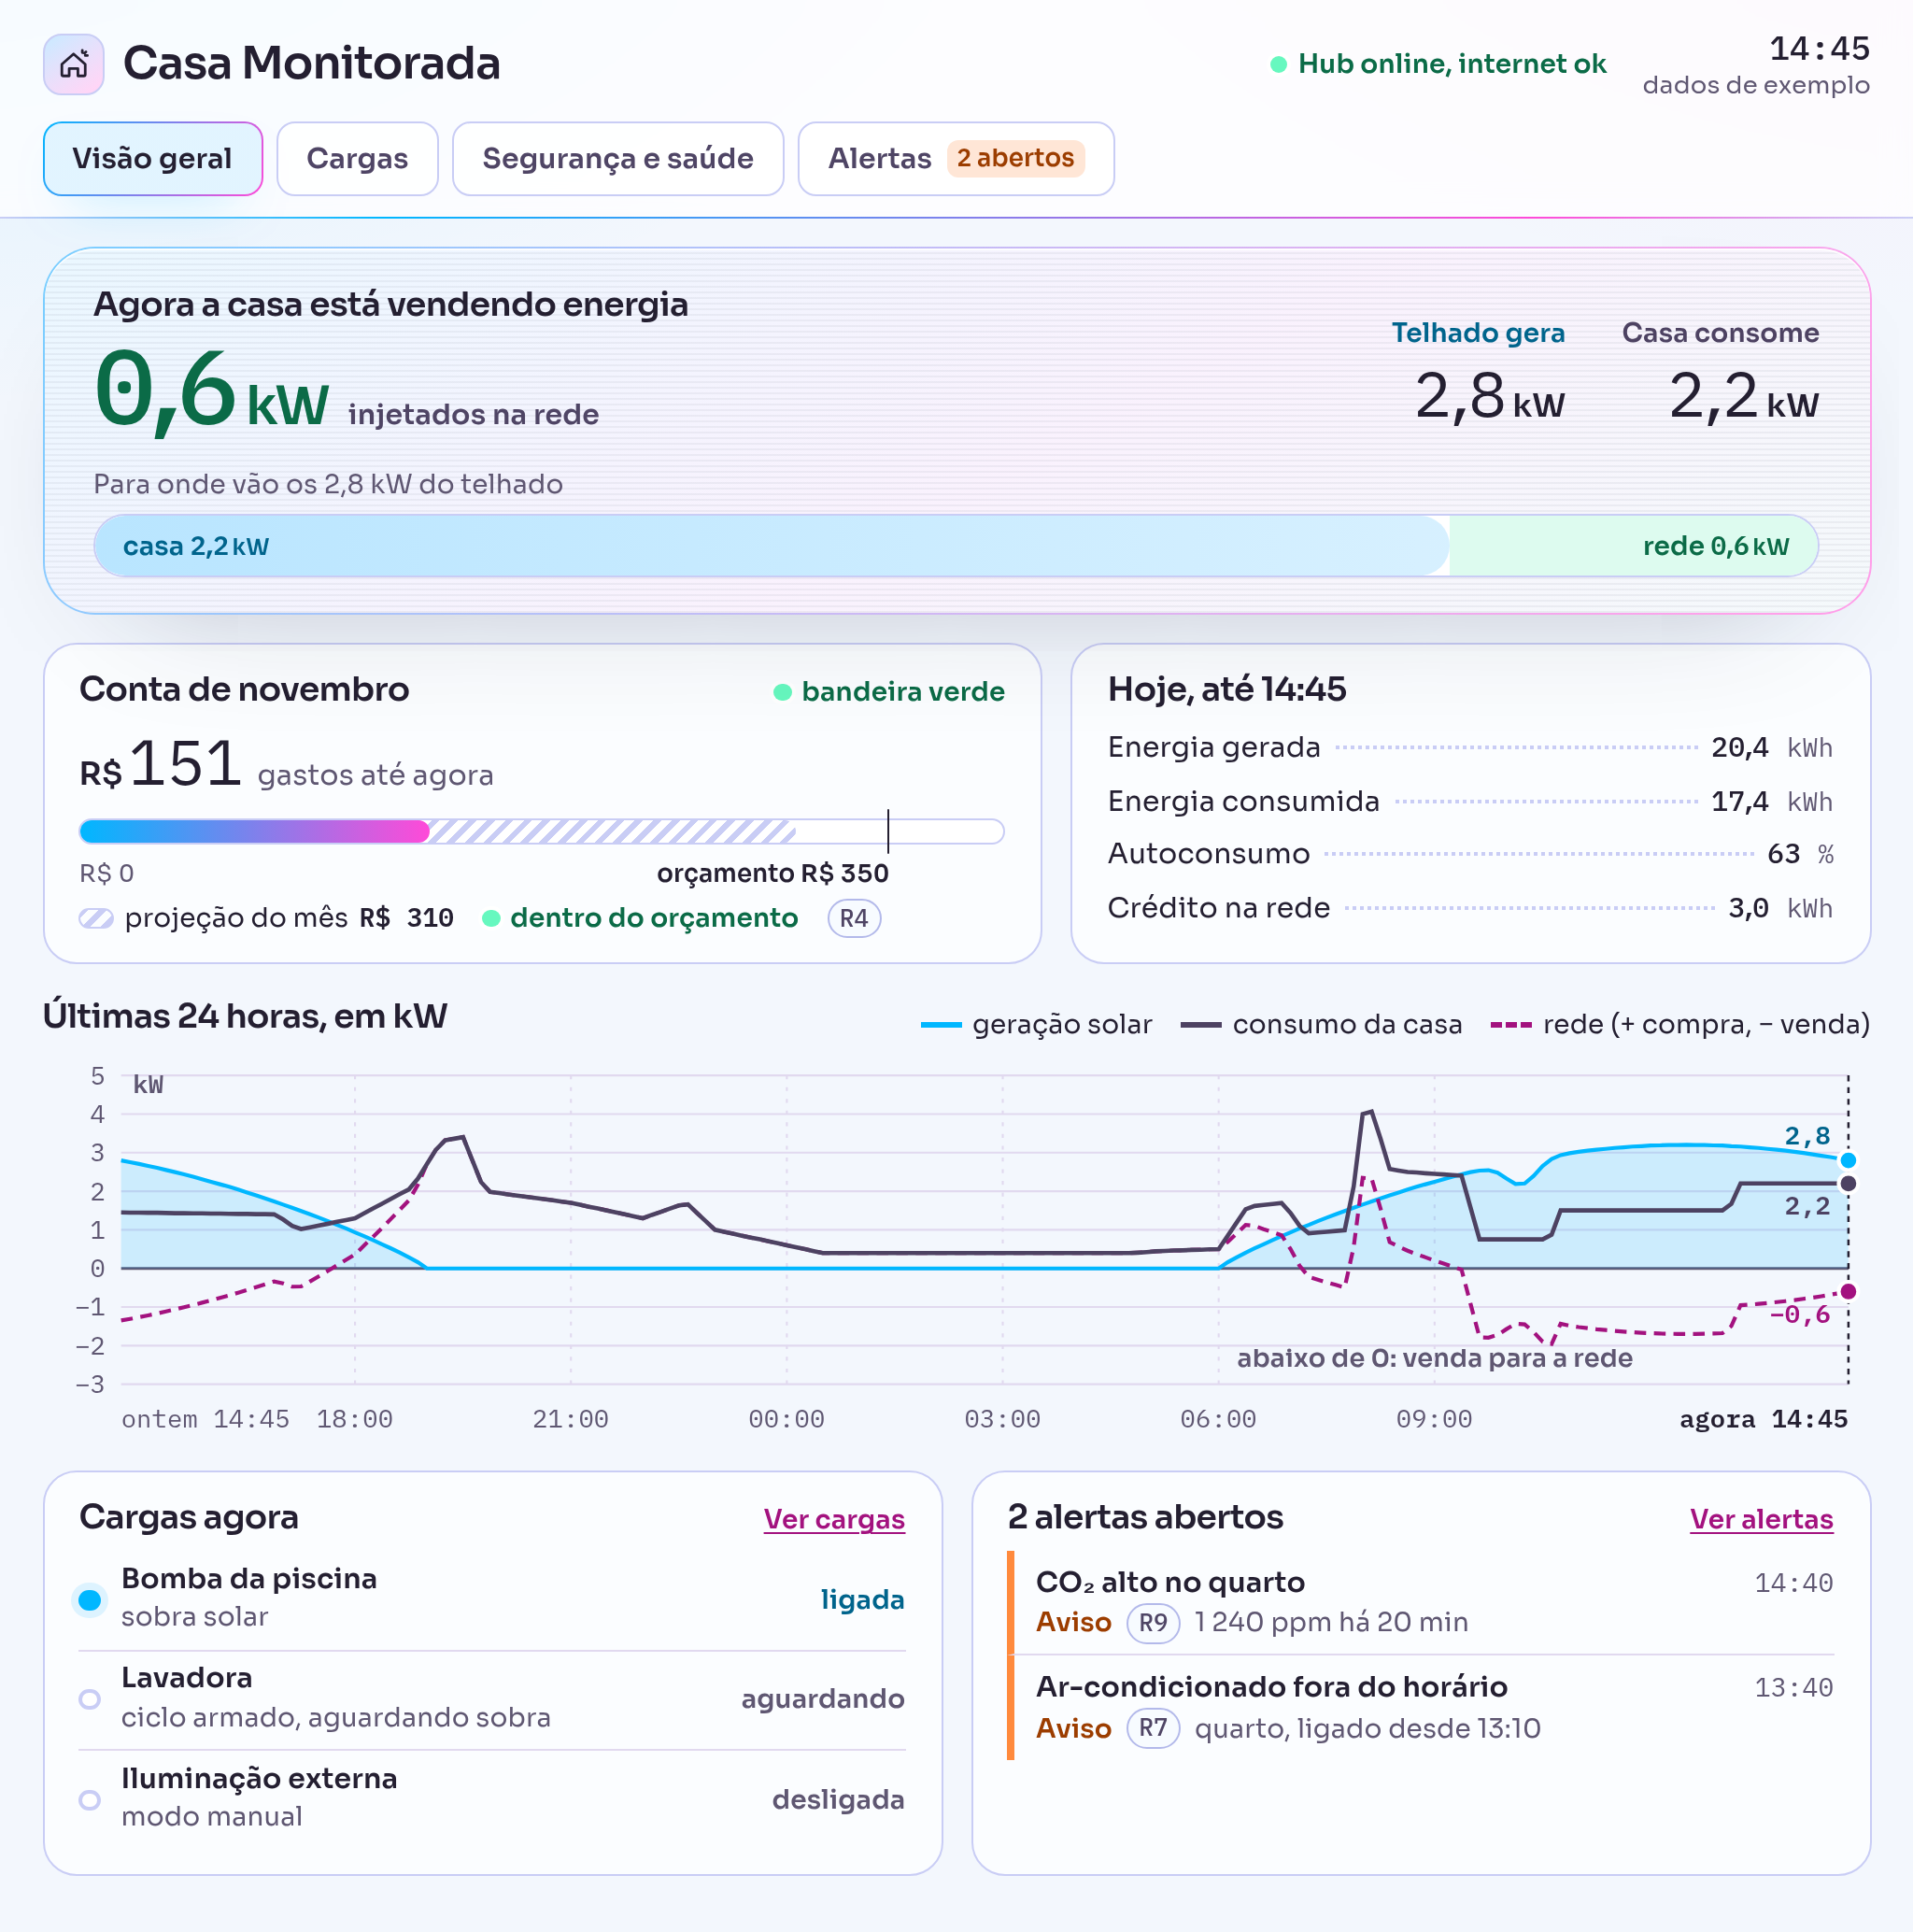 Casa Monitorada
Hub online, internet ok
14:45
dados de exemplo
Visão geral
Cargas
Segurança e saúde
Alertas 2 abertos
Agora a casa está vendendo energia
0,6 kW injetados na rede
Telhado gera
2,8 kW
Casa consome
2,2 kW
Para onde vão os 2,8 kW do telhado
casa 2,2 kW
rede 0,6 kW
Conta de novembro
bandeira verde
R$ 151 gastos até agora
R$ 0
orçamento R$ 350
projeção do mês R$ 310
dentro do orçamento
R4
Hoje, até 14:45
Energia gerada 20,4 kWh
Energia consumida 17,4 kWh
Autoconsumo 63 %
Crédito na rede 3,0 kWh
Últimas 24 horas, em kW
geração solar
consumo da casa
rede (+ compra, − venda)
kW
5
4
3
2
1
0
−1
−2
−3
2,8
2,2
−0,6
abaixo de 0: venda para a rede
ontem 14:45
18:00
21:00
00:00
03:00
06:00
09:00
agora 14:45
Cargas agora
Ver cargas
Bomba da piscina
sobra solar
ligada
Lavadora
ciclo armado, aguardando sobra
aguardando
Iluminação externa
modo manual
desligada
2 alertas abertos
Ver alertas
CO₂ alto no quarto
14:40
Aviso R9 1 240 ppm há 20 min
Ar-condicionado fora do horário
13:40
Aviso R7 quarto, ligado desde 13:10